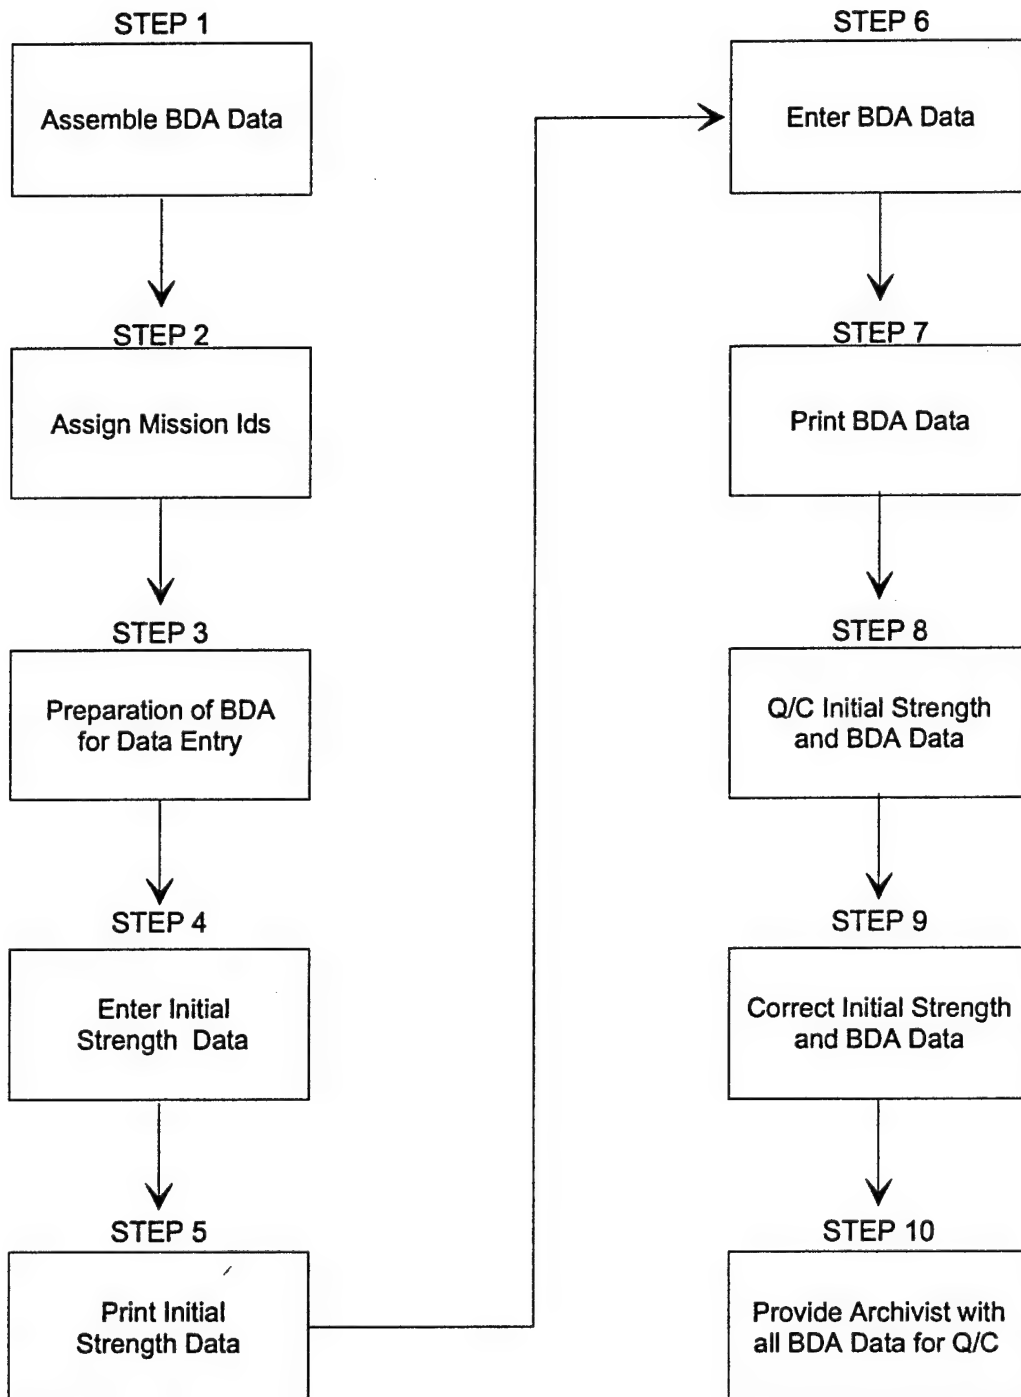 STEP 1
Assemble BDA Data
STEP 2
Assign Mission Ids
STEP 3
Preparation of BDA
for Data Entry
STEP 4
Enter Initial
Strength Data
STEP 5
Print Initial
Strength Data
STEP 6
Enter BDA Data
STEP 7
Print BDA Data
STEP 8
Q/C Initial Strength
and BDA Data
STEP 9
Correct Initial Strength
and BDA Data
STEP 10
Provide Archivist with
all BDA Data for Q/C